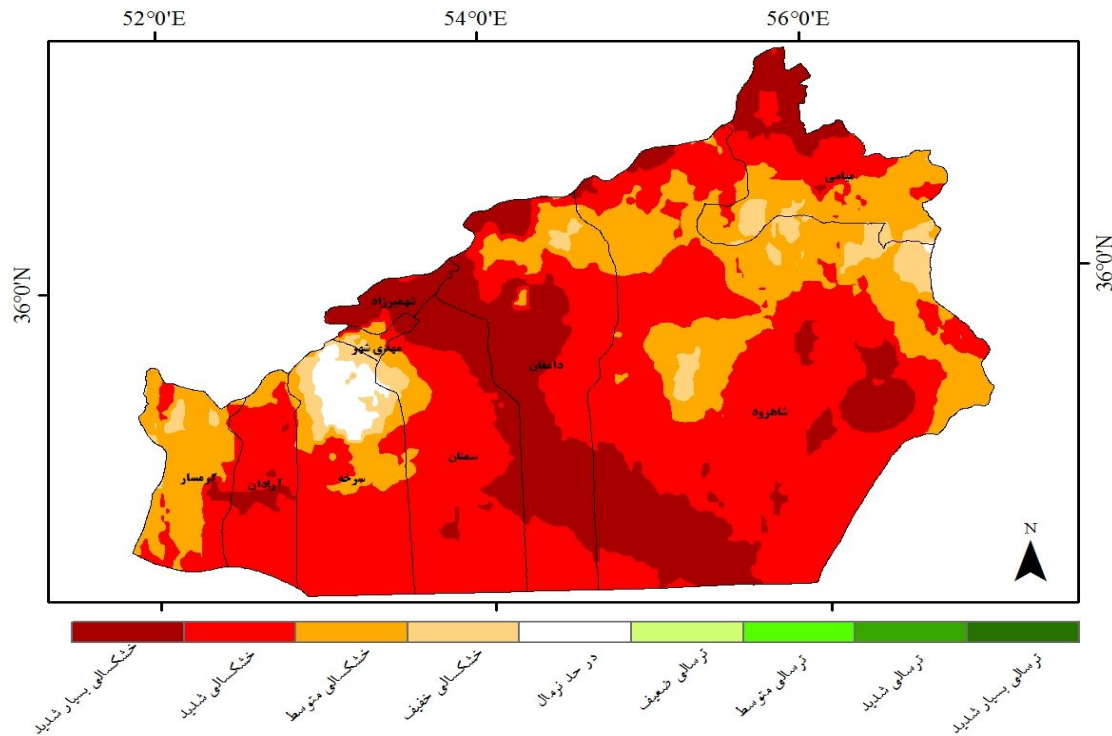 52°0'E
54°0'E
56°0'E
36°0'N
36°0'N
میامی
شهمیرزاد
مهدی شهر
دامغان
شاهرود
سمنان
سرخه
آرادان
گرمسار
N
خشکسالی بسیار شدید
خشکسالی شدید
خشکسالی متوسط
خشکسالی خفیف
در حد نرمال
ترسالی ضعیف
ترسالی متوسط
ترسالی شدید
ترسالی بسیار شدید